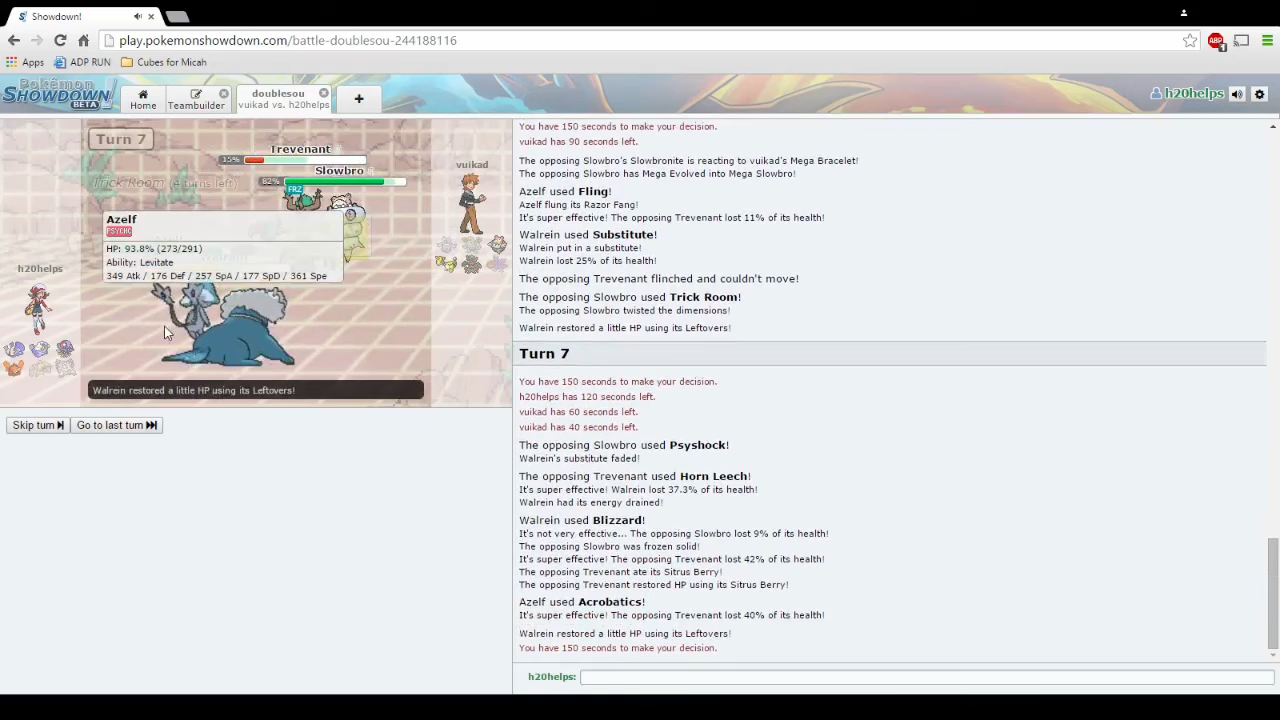 Showdown!
play.pokemonshowdown.com/battle-doublesou-244188116
ABP
Apps
ADP RUN
Cubes for Micah
Pokémon
SHOWDOWN
BETA
Home
Teambuilder
doublesou
vuikad vs. h20helps
h20helps
Turn 7
Trick Room (4 turns left)
Trevenant
15%
Slowbro
82%
FRZ
vuikad
h20helps
Azelf
PSYCHC
HP: 93.8% (273/291)
Ability: Levitate
349 Atk / 176 Def / 257 SpA / 177 SpD / 361 Spe
Walrein restored a little HP using its Leftovers!
Skip turn
Go to last turn
You have 150 seconds to make your decision.
vuikad has 90 seconds left.
The opposing Slowbro's Slowbronite is reacting to vuikad's Mega Bracelet!
The opposing Slowbro has Mega Evolved into Mega Slowbro!
Azelf used Fling!
Azelf flung its Razor Fang!
It's super effective! The opposing Trevenant lost 11% of its health!
Walrein used Substitute!
Walrein put in a substitute!
Walrein lost 25% of its health!
The opposing Trevenant flinched and couldn't move!
The opposing Slowbro used Trick Room!
The opposing Slowbro twisted the dimensions!
Walrein restored a little HP using its Leftovers!
Turn 7
You have 150 seconds to make your decision.
h20helps has 120 seconds left.
vuikad has 60 seconds left.
vuikad has 40 seconds left.
The opposing Slowbro used Psyshock!
Walrein's substitute faded!
The opposing Trevenant used Horn Leech!
It's super effective! Walrein lost 37.3% of its health!
Walrein had its energy drained!
Walrein used Blizzard!
It's not very effective... The opposing Slowbro lost 9% of its health!
The opposing Slowbro was frozen solid!
It's super effective! The opposing Trevenant lost 42% of its health!
The opposing Trevenant ate its Sitrus Berry!
The opposing Trevenant restored HP using its Sitrus Berry!
Azelf used Acrobatics!
It's super effective! The opposing Trevenant lost 40% of its health!
Walrein restored a little HP using its Leftovers!
You have 150 seconds to make your decision.
h20helps: